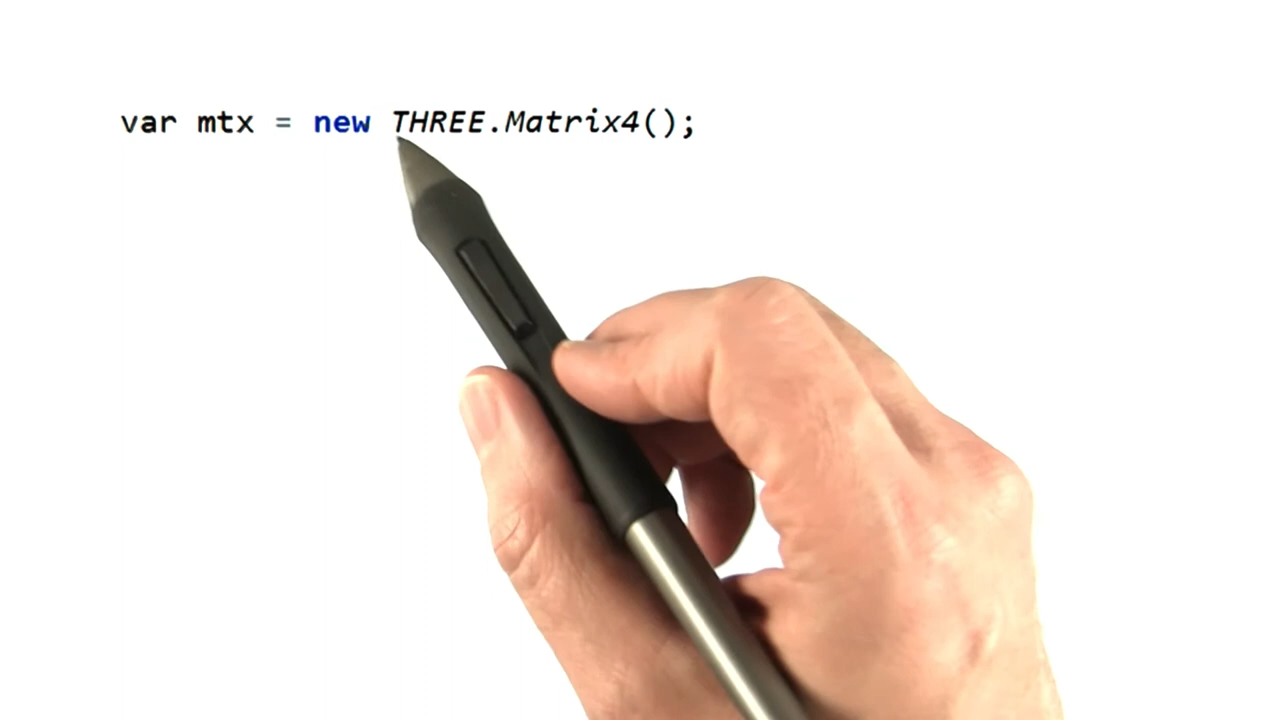 var mtx = new THREE.Matrix4();